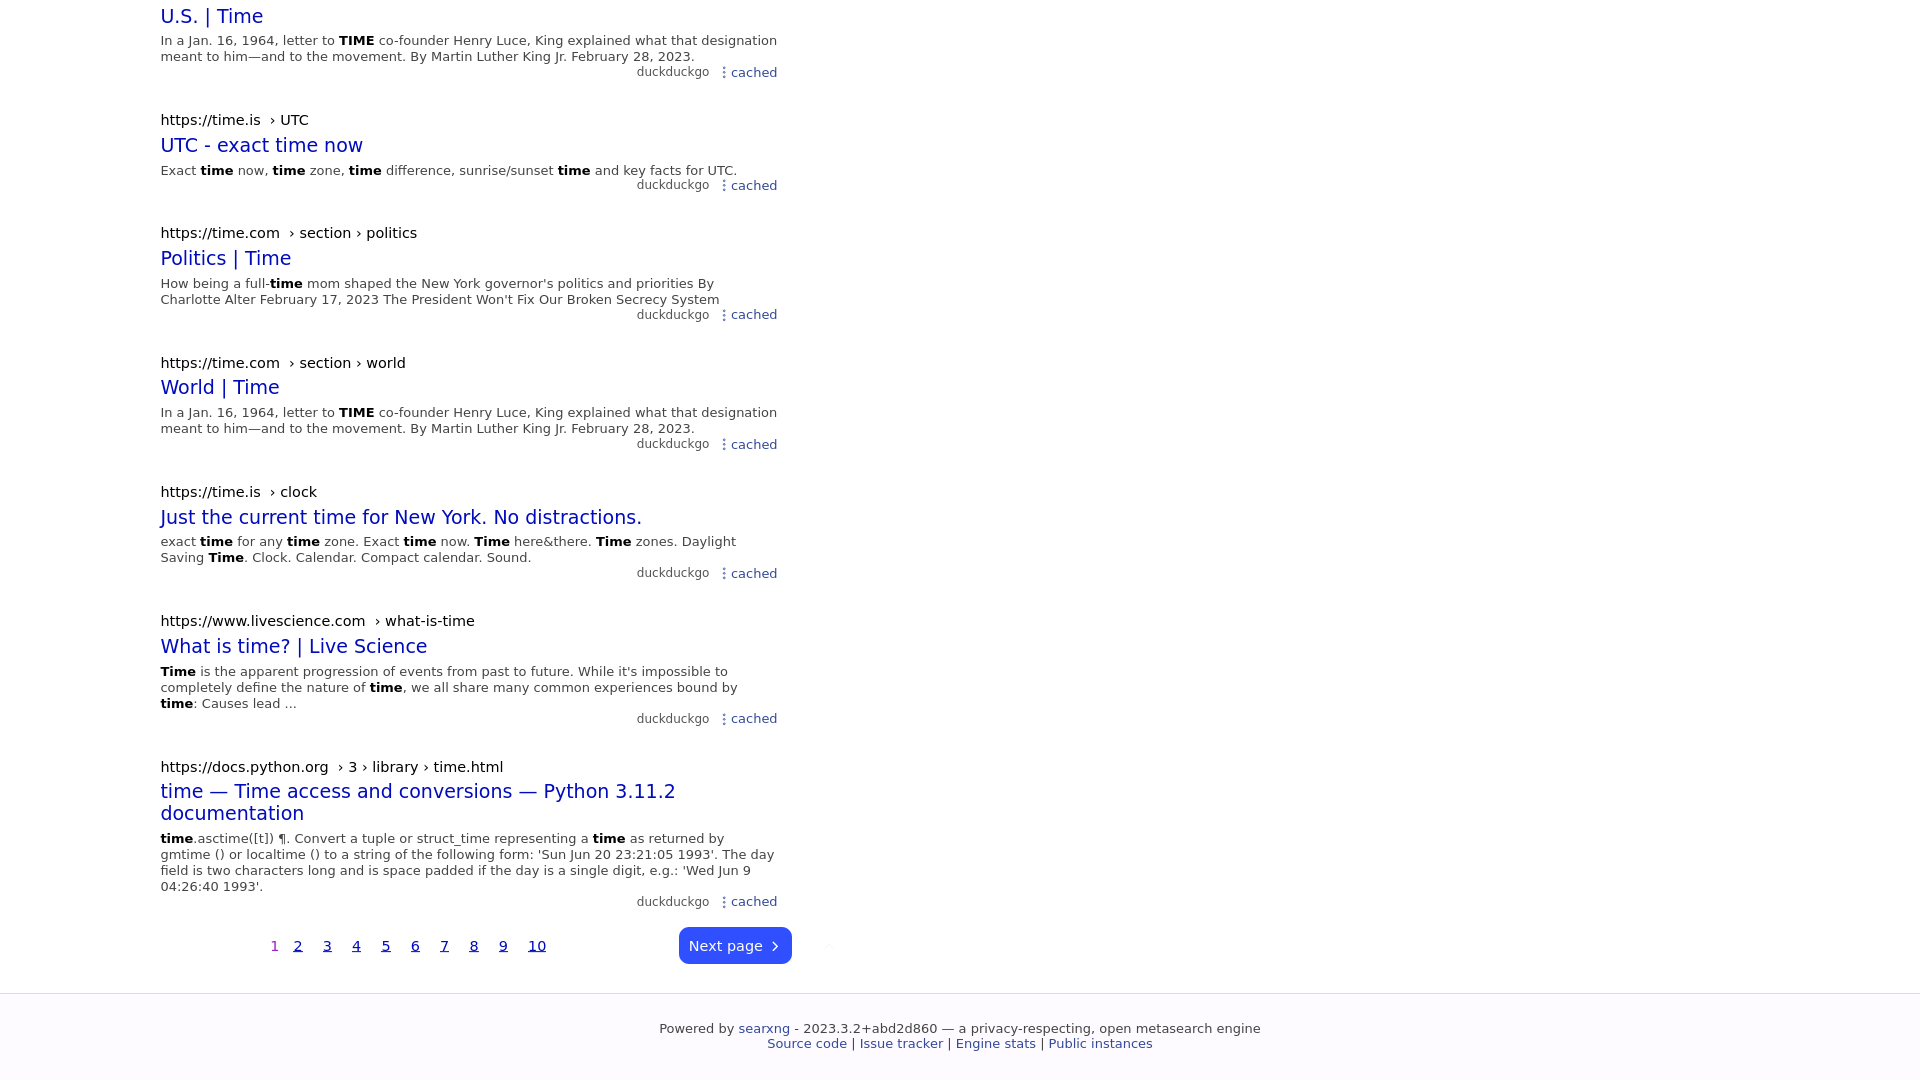 U.S. | Time
In a Jan. 16, 1964, letter to TIME co-founder Henry Luce, King explained what that designation
meant to him—and to the movement. By Martin Luther King Jr. February 28, 2023.
duckduckgo cached
https://time.is › UTC
UTC - exact time now
Exact time now, time zone, time difference, sunrise/sunset time and key facts for UTC.
duckduckgo cached
https://time.com › section › politics
Politics | Time
How being a full-time mom shaped the New York governor's politics and priorities By
Charlotte Alter February 17, 2023 The President Won't Fix Our Broken Secrecy System
duckduckgo cached
https://time.com › section › world
World | Time
In a Jan. 16, 1964, letter to TIME co-founder Henry Luce, King explained what that designation
meant to him—and to the movement. By Martin Luther King Jr. February 28, 2023.
duckduckgo cached
https://time.is › clock
Just the current time for New York. No distractions.
exact time for any time zone. Exact time now. Time here&there. Time zones. Daylight
Saving Time. Clock. Calendar. Compact calendar. Sound.
duckduckgo cached
https://www.livescience.com › what-is-time
What is time? | Live Science
Time is the apparent progression of events from past to future. While it's impossible to
completely define the nature of time, we all share many common experiences bound by
time: Causes lead ...
duckduckgo cached
https://docs.python.org › 3 › library › time.html
time — Time access and conversions — Python 3.11.2
documentation
time.asctime([t]) ¶. Convert a tuple or struct_time representing a time as returned by
gmtime () or localtime () to a string of the following form: 'Sun Jun 20 23:21:05 1993'. The day
field is two characters long and is space padded if the day is a single digit, e.g.: 'Wed Jun 9
04:26:40 1993'.
duckduckgo cached
1 2 3 4 5 6 7 8 9 10 Next page
Powered by searxng - 2023.3.2+abd2d860 — a privacy-respecting, open metasearch engine
Source code | Issue tracker | Engine stats | Public instances